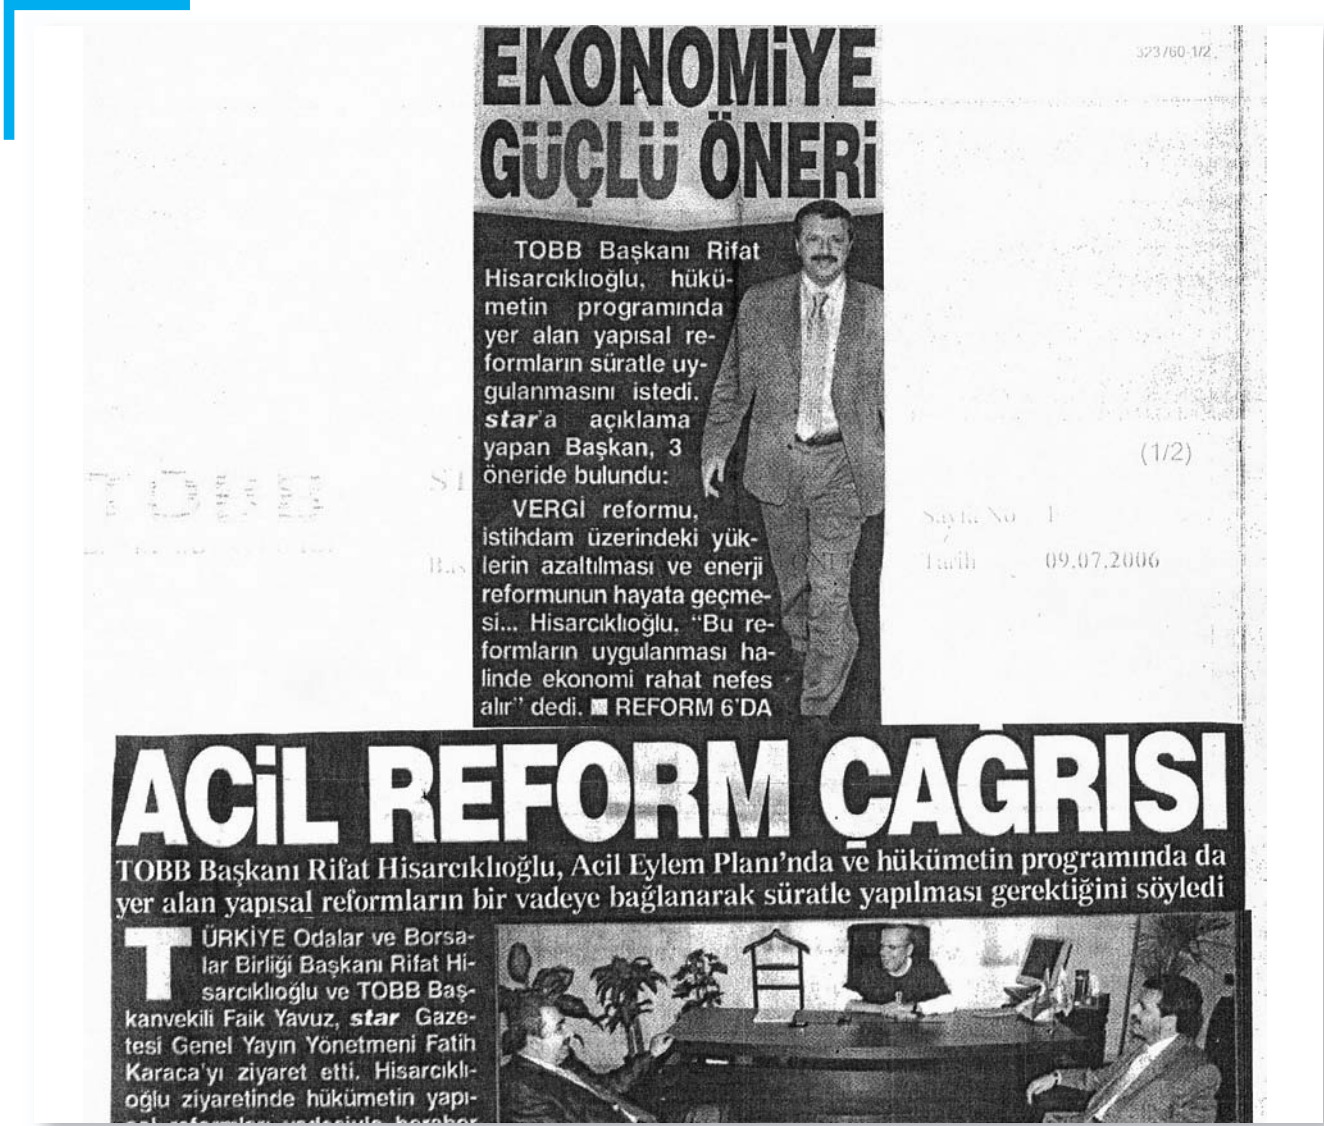 EKONOMİYE
GÜÇLÜ ÖNERİ
323760-1/2
TOBB Başkanı Rifat
Hisarcıklıoğlu, hükü-
metin programında
yer alan yapısal re-
formların süratle uy-
gulanmasını istedi.
star'a açıklama
yapan Başkan, 3
öneride bulundu:
VERGİ reformu,
istihdam üzerindeki yük-
lerin azaltılması ve enerji
reformunun hayata geçme-
si... Hisarcıklıoğlu, “Bu re-
formların uygulanması ha-
linde ekonomi rahat nefes
alır” dedi. ■ REFORM 6'DA
TOBB
(1/2)
Sayfa No
Tarih 09.07.2006
ACİL REFORM ÇAĞRISI
TOBB Başkanı Rifat Hisarcıklıoğlu, Acil Eylem Planı'nda ve hükümetin programında da
yer alan yapısal reformların bir vadeye bağlanarak süratle yapılması gerektiğini söyledi
TÜRKİYE Odalar ve Borsa-
lar Birliği Başkanı Rifat Hi-
sarcıklıoğlu ve TOBB Baş-
kanvekili Faik Yavuz, star Gaze-
tesi Genel Yayın Yönetmeni Fatih
Karaca'yı ziyaret etti. Hisarcıklı-
oğlu ziyaretinde hükümetin yapı-